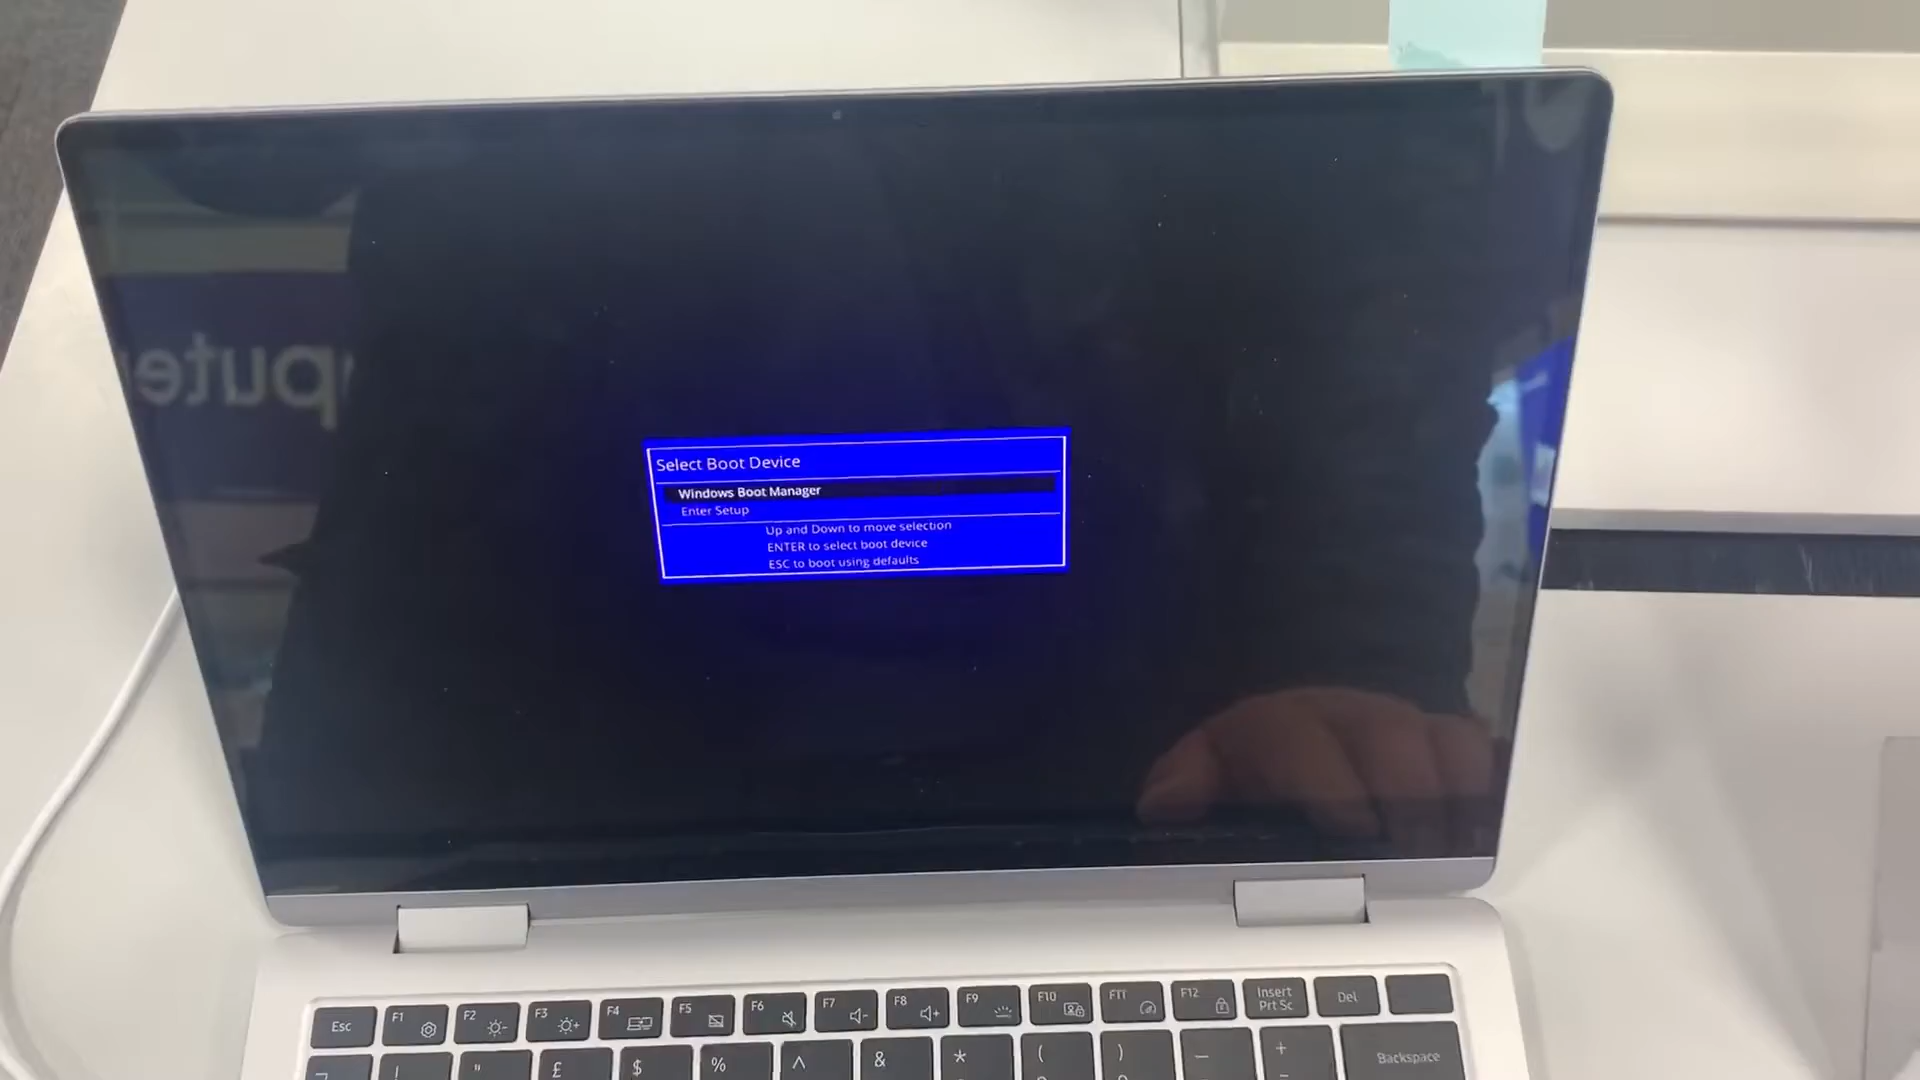 pute
Select Boot Device
Windows Boot Manager
Enter Setup
Up and Down to move selection
ENTER to select boot device
ESC to boot using defaults
Esc F1 F2 F3 F4 F5 F6 F7 F8 F9 F10 F11 F12 Insert Prt Sc Del
¬ ! " £ $ % ^ & * ( ) _ + Backspace